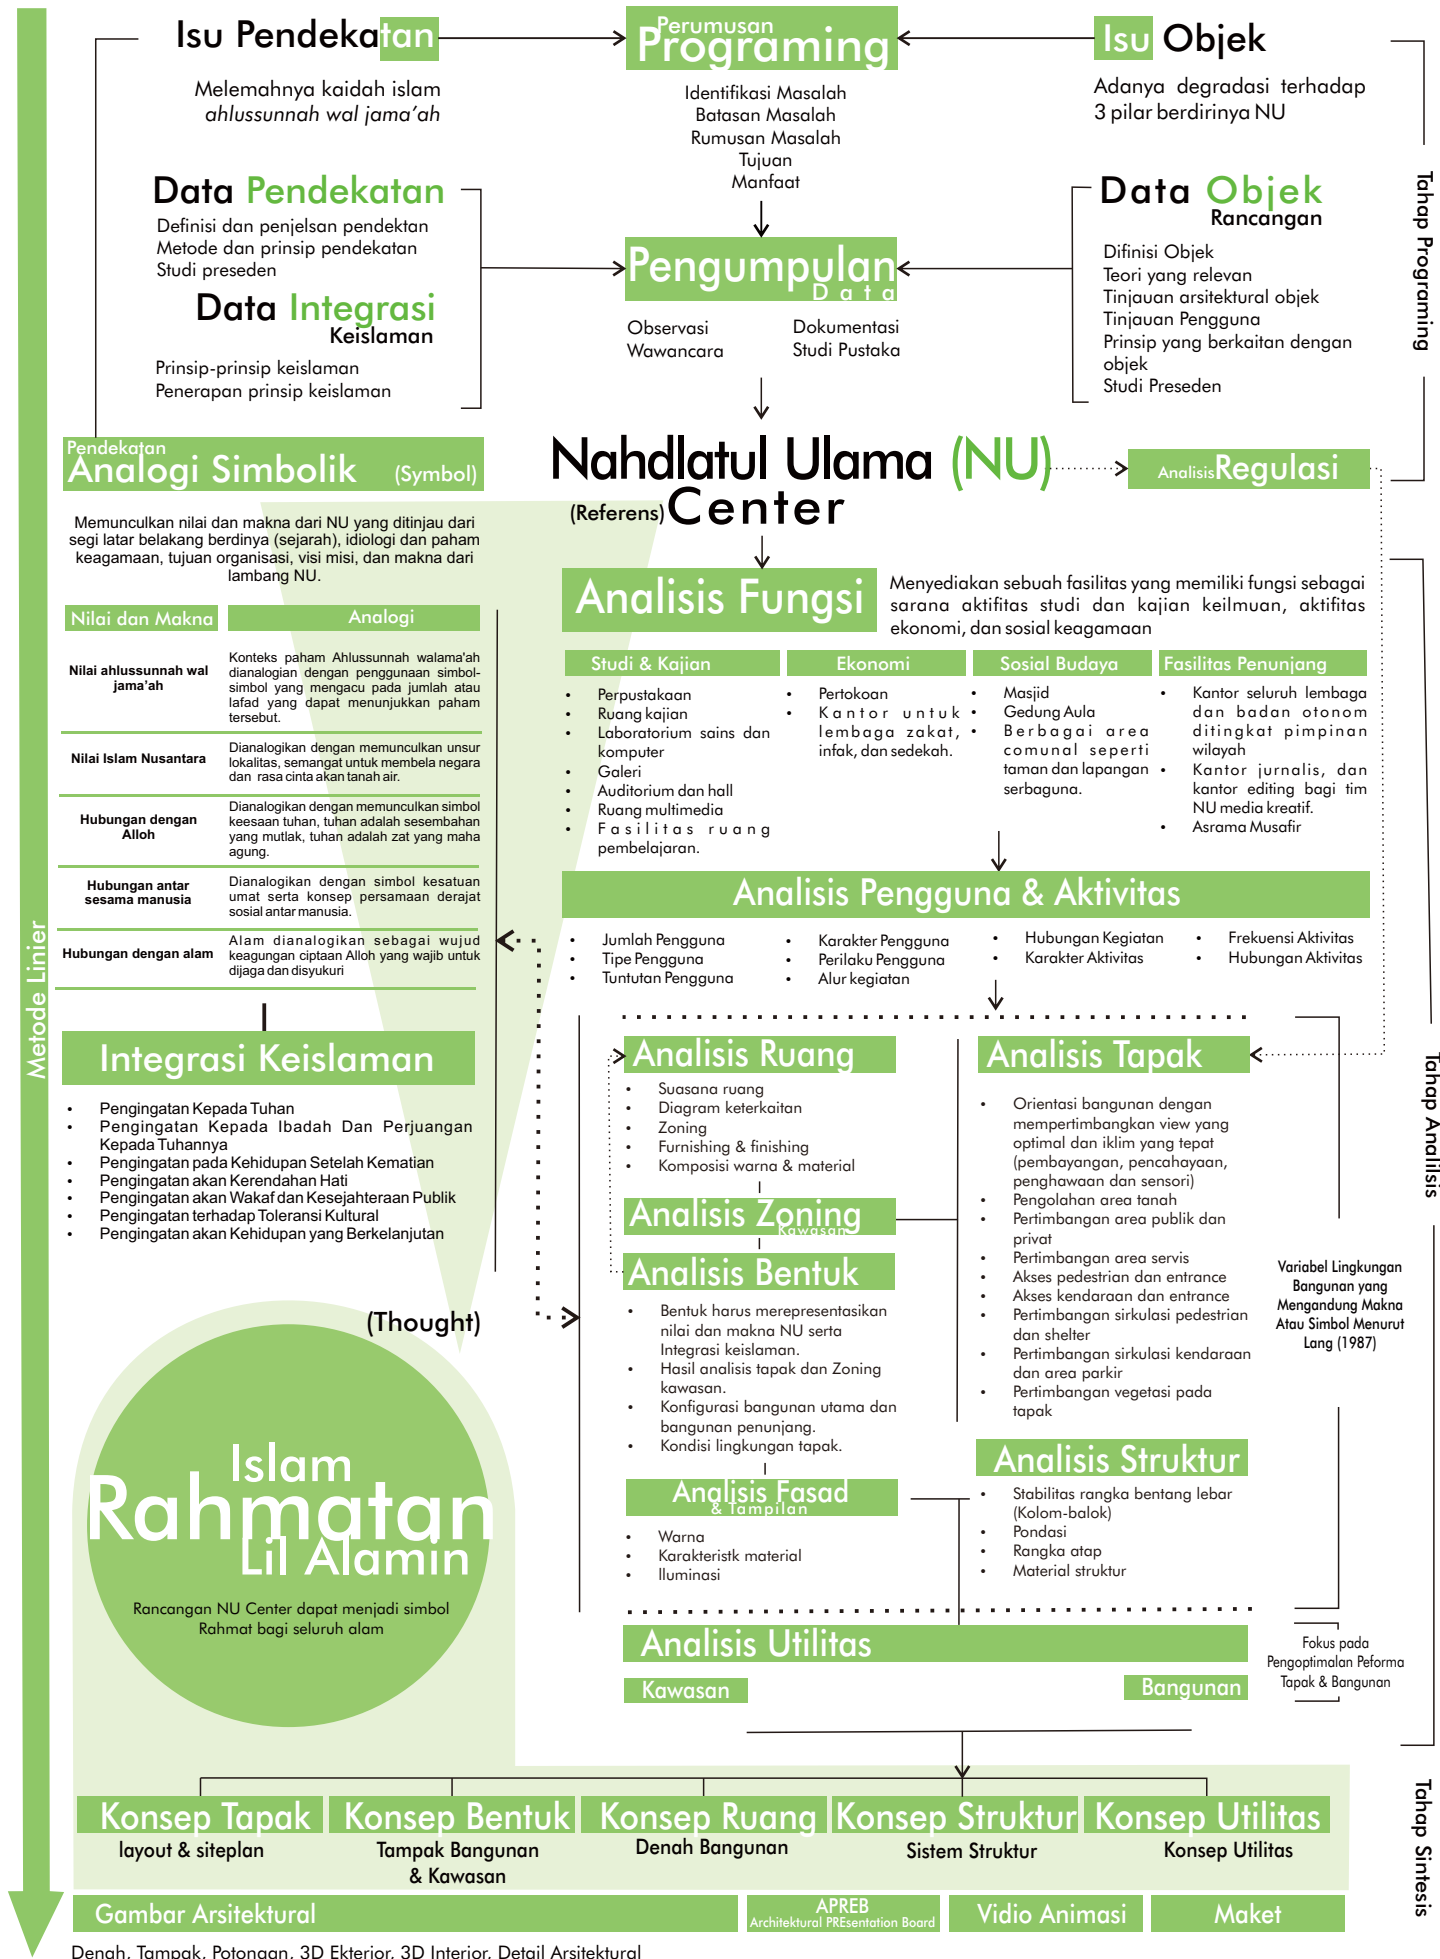 Isu Pendekatan
Melemahnya kaidah islam
ahlussunnah wal jama'ah
Perumusan
Programing
Identifikasi Masalah
Batasan Masalah
Rumusan Masalah
Tujuan
Manfaat
Isu Objek
Adanya degradasi terhadap
3 pilar berdirinya NU
Data Pendekatan
Definisi dan penjelsan pendektan
Metode dan prinsip pendekatan
Studi preseden
Data Integrasi
Keislaman
Prinsip-prinsip keislaman
Penerapan prinsip keislaman
Pengumpulan
Data
Observasi
Wawancara
Dokumentasi
Studi Pustaka
Data Objek
Rancangan
Difinisi Objek
Teori yang relevan
Tinjauan arsitektural objek
Tinjauan Pengguna
Prinsip yang berkaitan dengan
objek
Studi Preseden
Tahap Programing
Pendekatan
Analogi Simbolik (Symbol)
Memunculkan nilai dan makna dari NU yang ditinjau dari
segi latar belakang berdinya (sejarah), idiologi dan paham
keagamaan, tujuan organisasi, visi misi, dan makna dari
lambang NU.
Nahdlatul Ulama (NU)
(Referens) Center
Analisis Regulasi
Nilai dan Makna
Analogi
Nilai ahlussunnah wal
jama'ah
Konteks paham Ahlussunnah walama'ah
dianalogian dengan penggunaan simbol-
simbol yang mengacu pada jumlah atau
lafad yang dapat menunjukkan paham
tersebut.
Nilai Islam Nusantara
Dianalogikan dengan memunculkan unsur
lokalitas, semangat untuk membela negara
dan rasa cinta akan tanah air.
Hubungan dengan
Alloh
Dianalogikan dengan memunculkan simbol
keesaan tuhan, tuhan adalah sesembahan
yang mutlak, tuhan adalah zat yang maha
agung.
Hubungan antar
sesama manusia
Dianalogikan dengan simbol kesatuan
umat serta konsep persamaan derajat
sosial antar manusia.
Hubungan dengan alam
Alam dianalogikan sebagai wujud
keagungan ciptaan Alloh yang wajib untuk
dijaga dan disyukuri
Metode Linier
Analisis Fungsi
Menyediakan sebuah fasilitas yang memiliki fungsi sebagai
sarana aktifitas studi dan kajian keilmuan, aktifitas
ekonomi, dan sosial keagamaan
Studi & Kajian
• Perpustakaan
• Ruang kajian
• Laboratorium sains dan
komputer
• Galeri
• Auditorium dan hall
• Ruang multimedia
• Fasilitas ruang
pembelajaran.
Ekonomi
• Pertokoan
• Kantor untuk
lembaga zakat,
infak, dan sedekah.
Sosial Budaya
• Masjid
• Gedung Aula
• Berbagai area
comunal seperti
taman dan lapangan
serbaguna.
Fasilitas Penunjang
• Kantor seluruh lembaga
dan badan otonom
ditingkat pimpinan
wilayah
• Kantor jurnalis, dan
kantor editing bagi tim
NU media kreatif.
• Asrama Musafir
Analisis Pengguna & Aktivitas
• Jumlah Pengguna
• Tipe Pengguna
• Tuntutan Pengguna
• Karakter Pengguna
• Perilaku Pengguna
• Alur kegiatan
• Hubungan Kegiatan
• Karakter Aktivitas
• Frekuensi Aktivitas
• Hubungan Aktivitas
Integrasi Keislaman
• Pengingatan Kepada Tuhan
• Pengingatan Kepada Ibadah Dan Perjuangan
Kepada Tuhannya
• Pengingatan pada Kehidupan Setelah Kematian
• Pengingatan akan Kerendahan Hati
• Pengingatan akan Wakaf dan Kesejahteraan Publik
• Pengingatan terhadap Toleransi Kultural
• Pengingatan akan Kehidupan yang Berkelanjutan
(Thought)
Analisis Ruang
• Suasana ruang
• Diagram keterkaitan
• Zoning
• Furnishing & finishing
• Komposisi warna & material
Analisis Zoning
Kawasan
Analisis Bentuk
• Bentuk harus merepresentasikan
nilai dan makna NU serta
Integrasi keislaman.
• Hasil analisis tapak dan Zoning
kawasan.
• Konfigurasi bangunan utama dan
bangunan penunjang.
• Kondisi lingkungan tapak.
Analisis Fasad
& Tampilan
• Warna
• Karakteristk material
• Iluminasi
Analisis Tapak
• Orientasi bangunan dengan
mempertimbangkan view yang
optimal dan iklim yang tepat
(pembayangan, pencahayaan,
penghawaan dan sensori)
• Pengolahan area tanah
• Pertimbangan area publik dan
privat
• Pertimbangan area servis
• Akses pedestrian dan entrance
• Akses kendaraan dan entrance
• Pertimbangan sirkulasi pedestrian
dan shelter
• Pertimbangan sirkulasi kendaraan
dan area parkir
• Pertimbangan vegetasi pada
tapak
Analisis Struktur
• Stabilitas rangka bentang lebar
(Kolom-balok)
• Pondasi
• Rangka atap
• Material struktur
Variabel Lingkungan
Bangunan yang
Mengandung Makna
Atau Simbol Menurut
Lang (1987)
Tahap Analilsis
Islam
Rahmatan
Lil Alamin
Rancangan NU Center dapat menjadi simbol
Rahmat bagi seluruh alam
Analisis Utilitas
Kawasan
Bangunan
Fokus pada
Pengoptimalan Peforma
Tapak & Bangunan
Konsep Tapak
layout & siteplan
Konsep Bentuk
Tampak Bangunan
& Kawasan
Konsep Ruang
Denah Bangunan
Konsep Struktur
Sistem Struktur
Konsep Utilitas
Konsep Utilitas
Tahap Sintesis
Gambar Arsitektural
APREB
Architektural PREsentation Board
Vidio Animasi
Maket
Denah, Tampak, Potongan, 3D Ekterior, 3D Interior, Detail Arsitektural